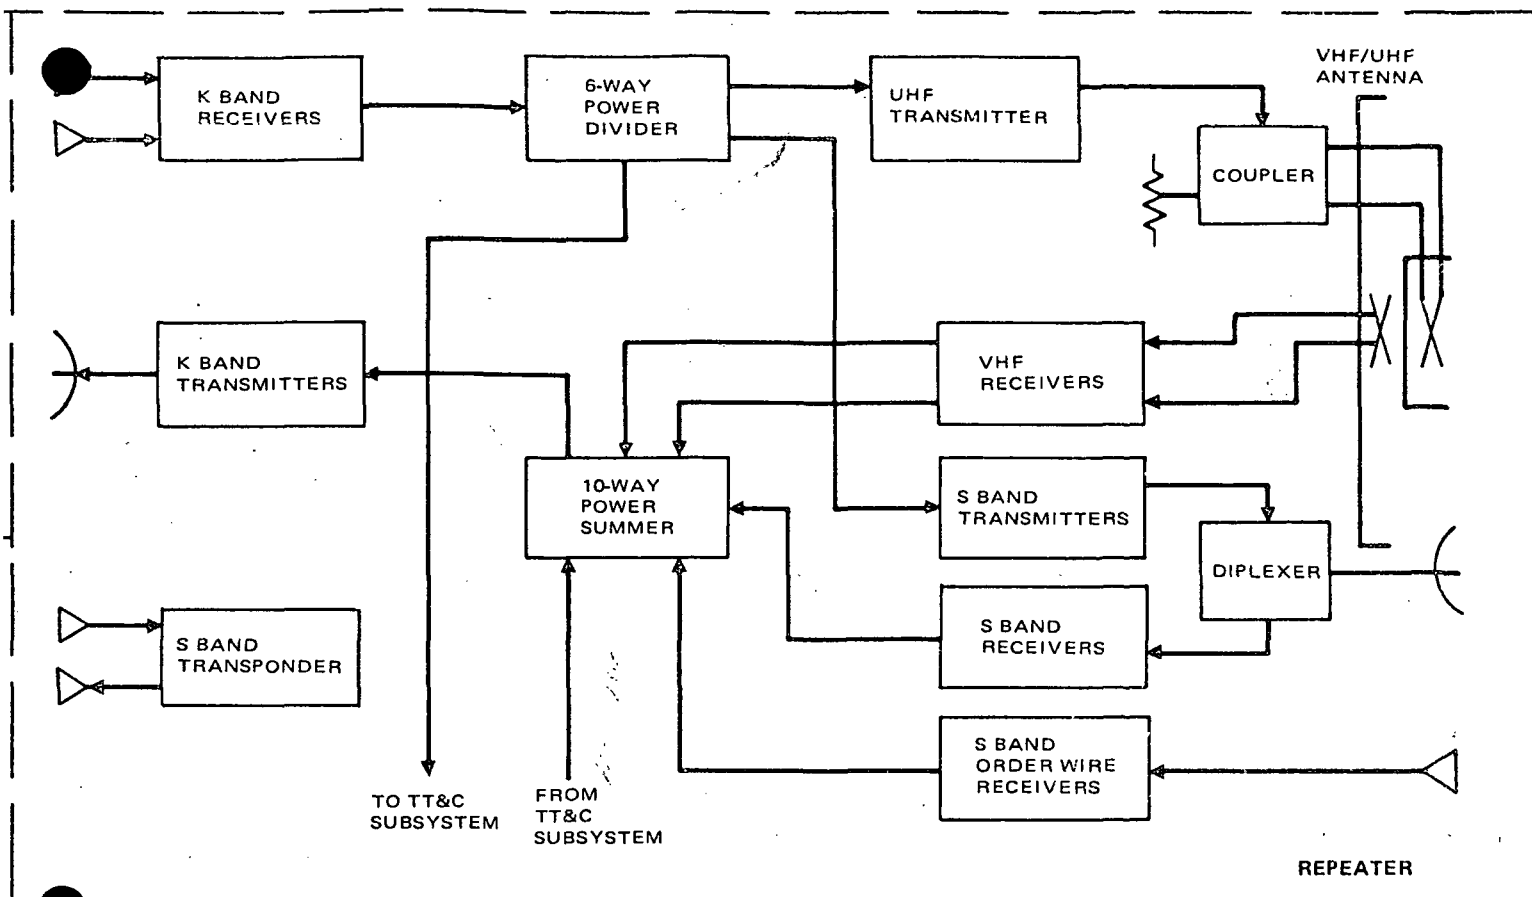 VHF/UHF
ANTENNA
K BAND
RECEIVERS
6-WAY
POWER
DIVIDER
UHF
TRANSMITTER
COUPLER
K BAND
TRANSMITTERS
VHF
RECEIVERS
10-WAY
POWER
SUMMER
S BAND
TRANSMITTERS
DIPLEXER
S BAND
TRANSPONDER
S BAND
RECEIVERS
S BAND
ORDER WIRE
RECEIVERS
TO TT&C
SUBSYSTEM
FROM
TT&C
SUBSYSTEM
REPEATER